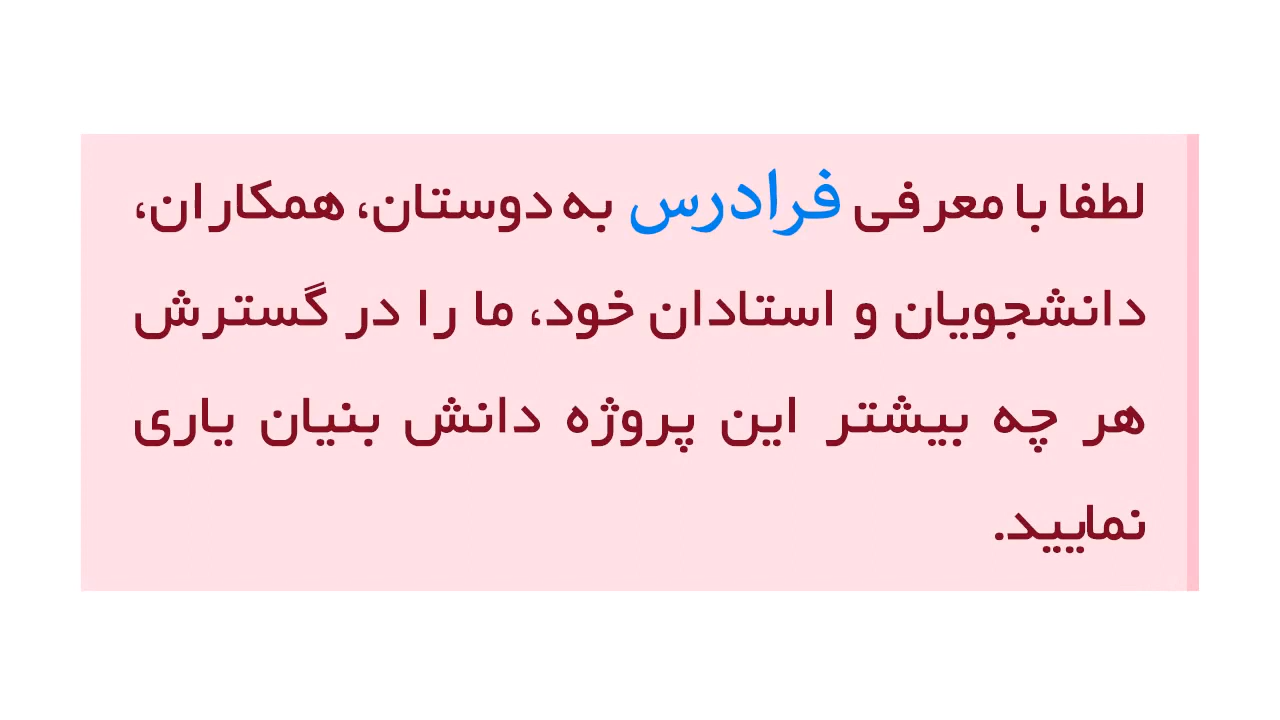 لطفا با معرفی فرادرس به دوستان، همکاران،
دانشجویان و استادان خود، ما را در گسترش
هر چه بیشتر این پروژه دانش بنیان یاری
نمایید.